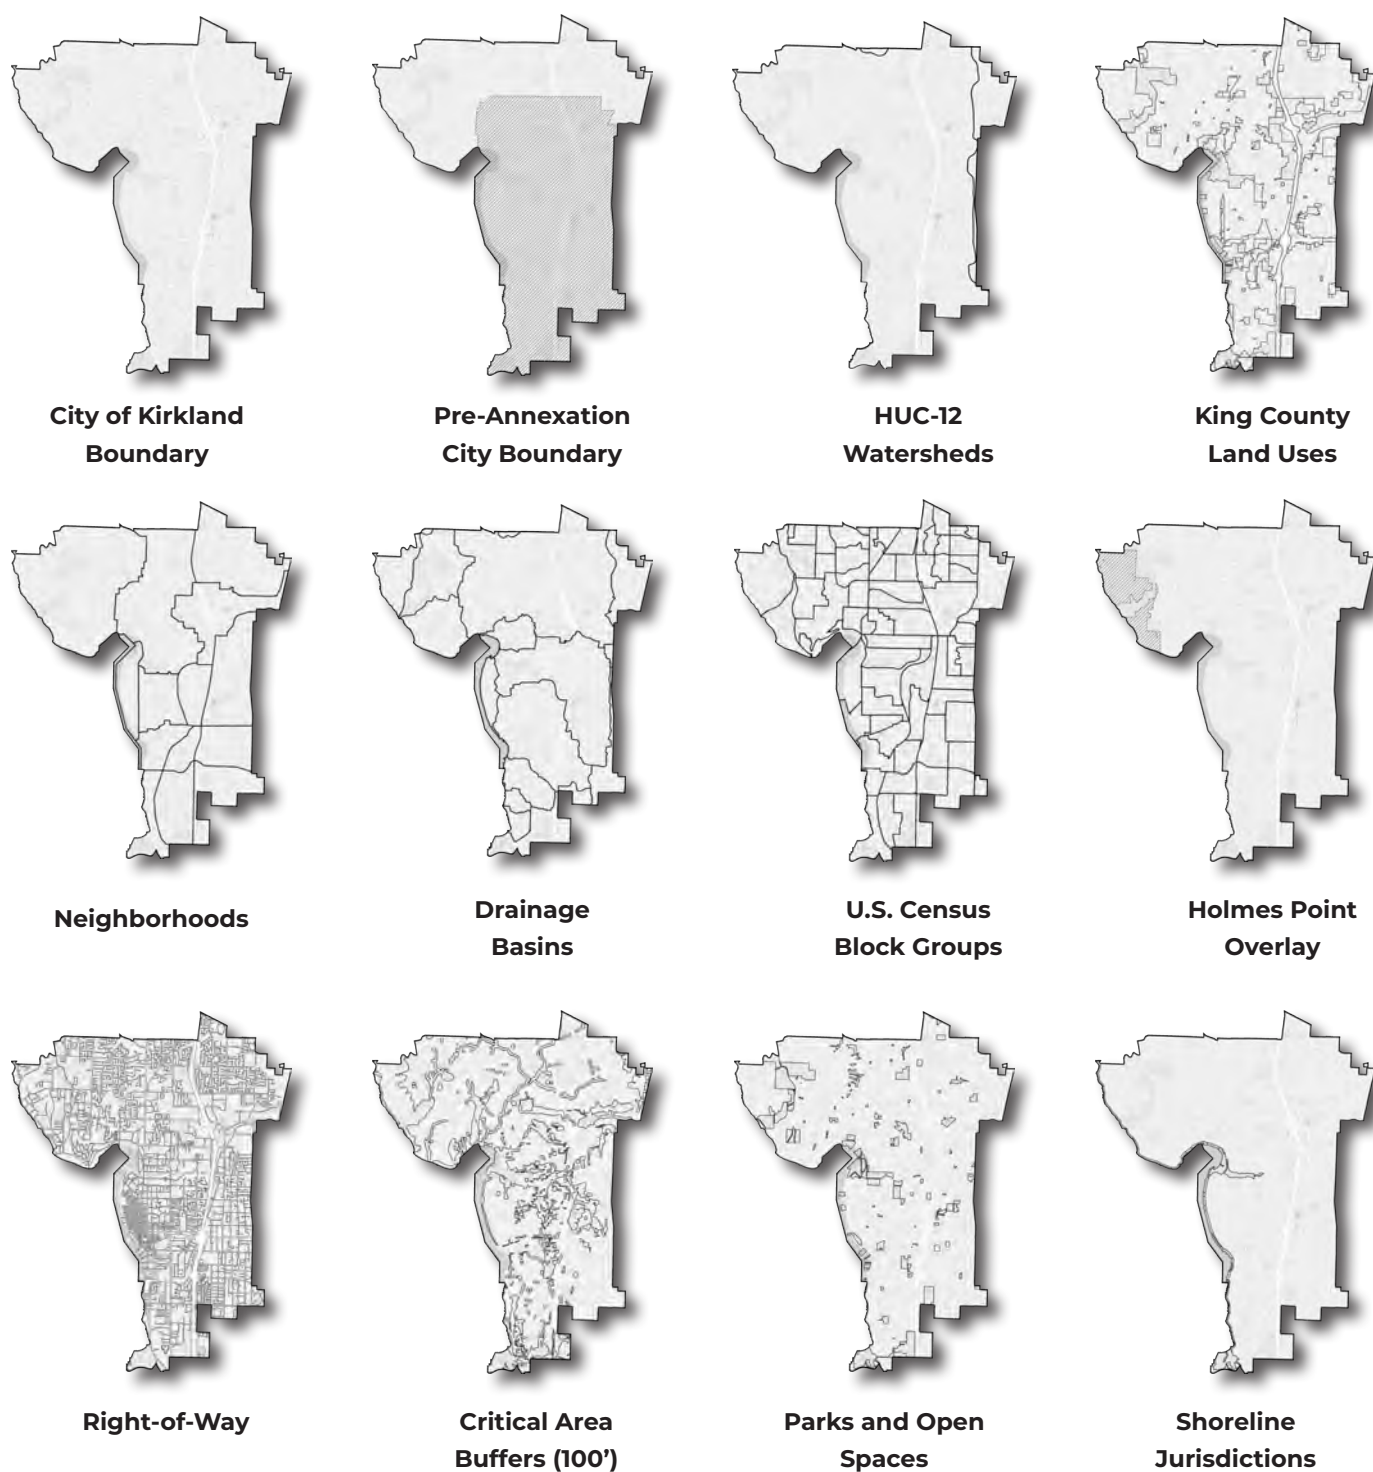 City of Kirkland
Boundary
Pre-Annexation
City Boundary
HUC-12
Watersheds
King County
Land Uses
Neighborhoods
Drainage
Basins
U.S. Census
Block Groups
Holmes Point
Overlay
Right-of-Way
Critical Area
Buffers (100’)
Parks and Open
Spaces
Shoreline
Jurisdictions